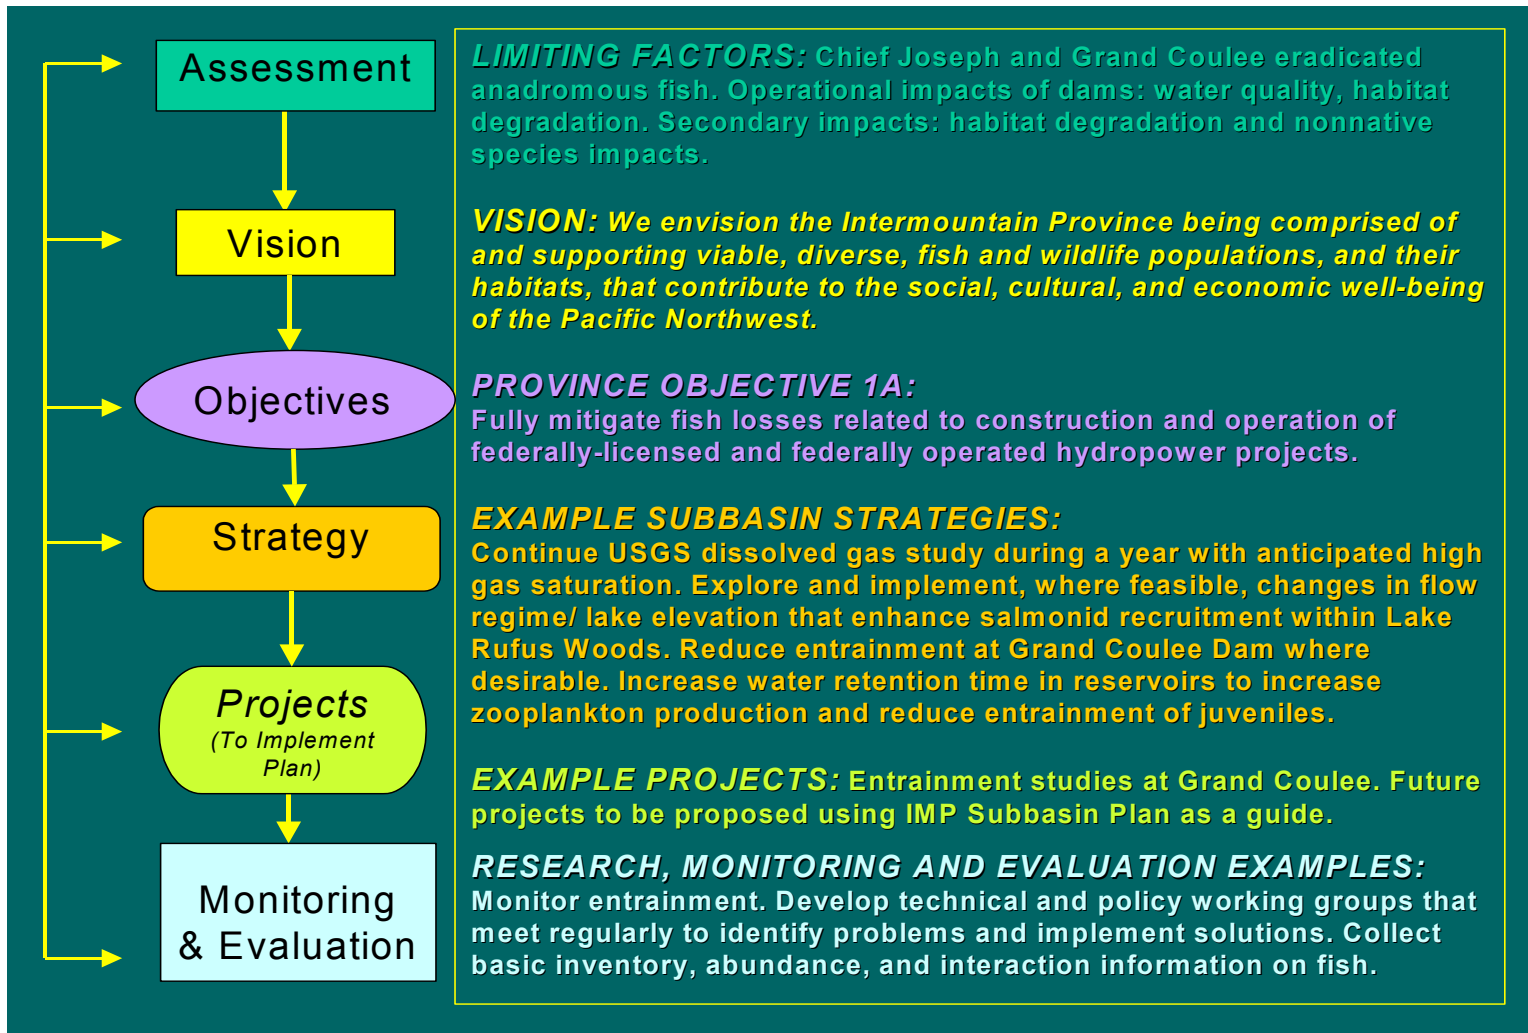 Assessment
LIMITING FACTORS: Chief Joseph and Grand Coulee eradicated
anadromous fish. Operational impacts of dams: water quality, habitat
degradation. Secondary impacts: habitat degradation and nonnative
species impacts.
Vision
VISION: We envision the Intermountain Province being comprised of
and supporting viable, diverse, fish and wildlife populations, and their
habitats, that contribute to the social, cultural, and economic well-being
of the Pacific Northwest.
Objectives
PROVINCE OBJECTIVE 1A:
Fully mitigate fish losses related to construction and operation of
federally-licensed and federally operated hydropower projects.
Strategy
EXAMPLE SUBBASIN STRATEGIES:
Continue USGS dissolved gas study during a year with anticipated high
gas saturation. Explore and implement, where feasible, changes in flow
regime/ lake elevation that enhance salmonid recruitment within Lake
Rufus Woods. Reduce entrainment at Grand Coulee Dam where
desirable. Increase water retention time in reservoirs to increase
zooplankton production and reduce entrainment of juveniles.
Projects
(To Implement
Plan)
EXAMPLE PROJECTS: Entrainment studies at Grand Coulee. Future
projects to be proposed using IMP Subbasin Plan as a guide.
Monitoring
& Evaluation
RESEARCH, MONITORING AND EVALUATION EXAMPLES:
Monitor entrainment. Develop technical and policy working groups that
meet regularly to identify problems and implement solutions. Collect
basic inventory, abundance, and interaction information on fish.